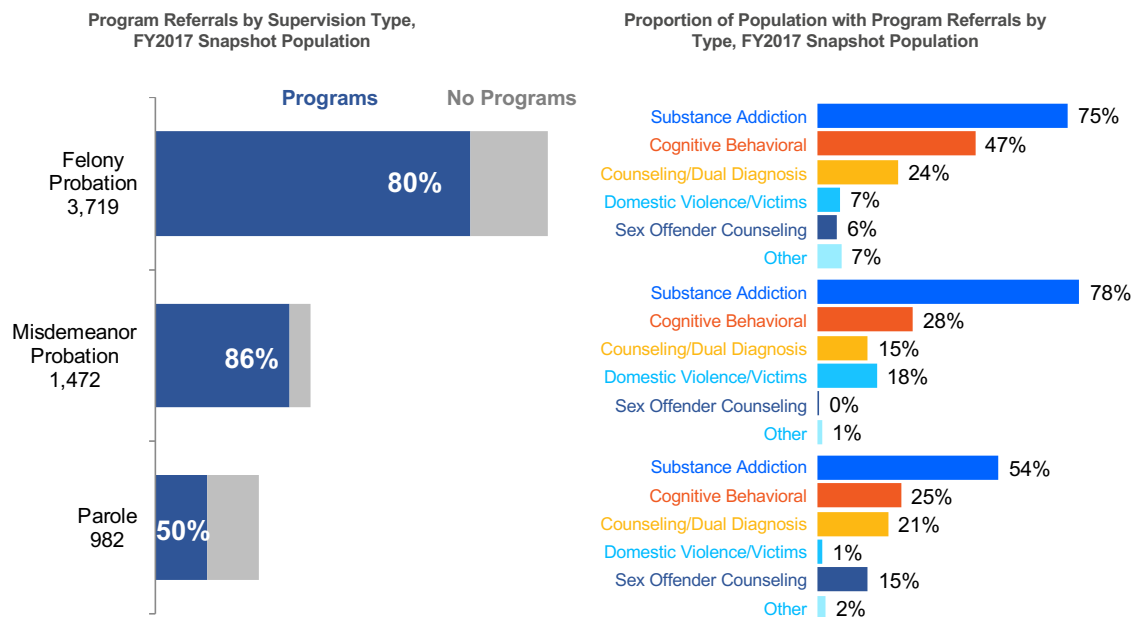 Program Referrals by Supervision Type,
FY2017 Snapshot Population
Programs
No Programs
Felony
Probation
3,719
80%
Misdemeanor
Probation
1,472
86%
Parole
982
50%
Proportion of Population with Program Referrals by
Type, FY2017 Snapshot Population
Substance Addiction 75%
Cognitive Behavioral 47%
Counseling/Dual Diagnosis 24%
Domestic Violence/Victims 7%
Sex Offender Counseling 6%
Other 7%
Substance Addiction 78%
Cognitive Behavioral 28%
Counseling/Dual Diagnosis 15%
Domestic Violence/Victims 18%
Sex Offender Counseling 0%
Other 1%
Substance Addiction 54%
Cognitive Behavioral 25%
Counseling/Dual Diagnosis 21%
Domestic Violence/Victims 1%
Sex Offender Counseling 15%
Other 2%